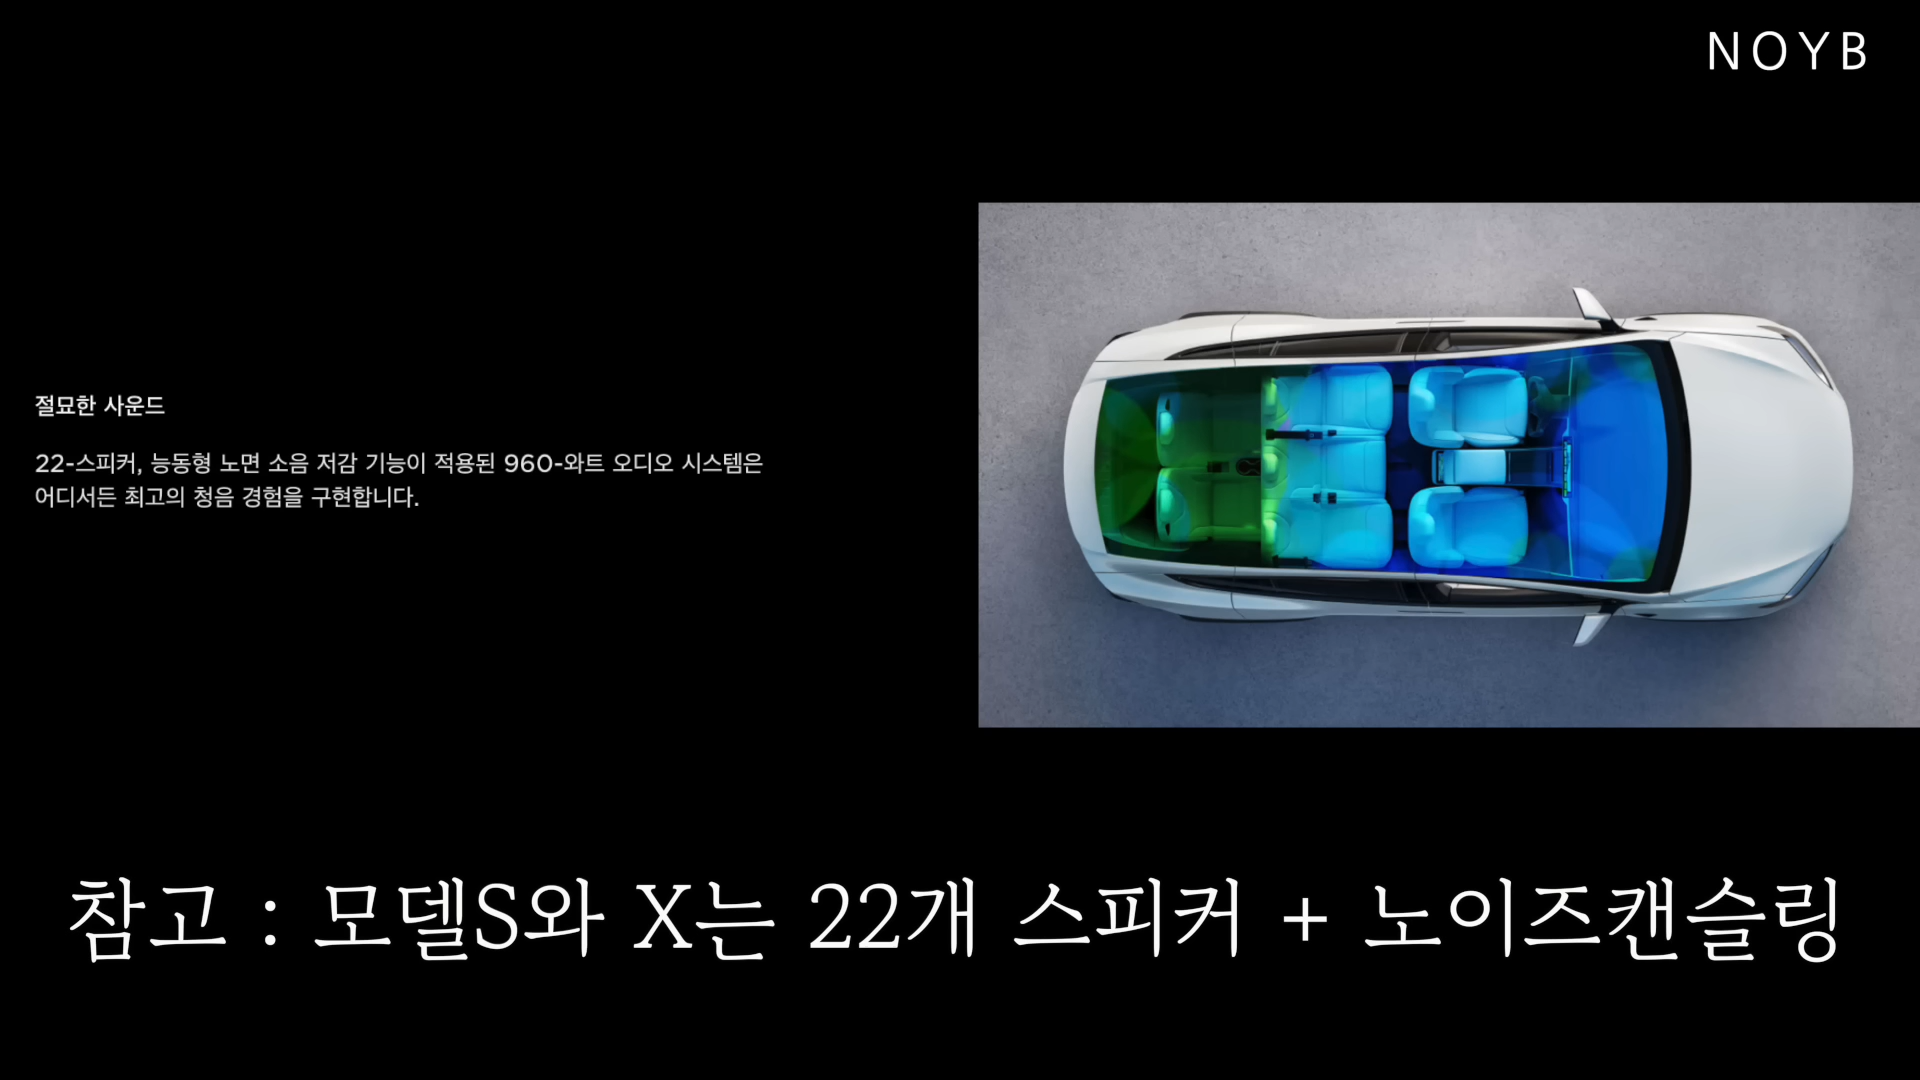 NOYB
절묘한 사운드
22-스피커, 능동형 노면 소음 저감 기능이 적용된 960-와트 오디오 시스템은
어디서든 최고의 청음 경험을 구현합니다.
참고 : 모델S와 X는 22개 스피커 + 노이즈캔슬링